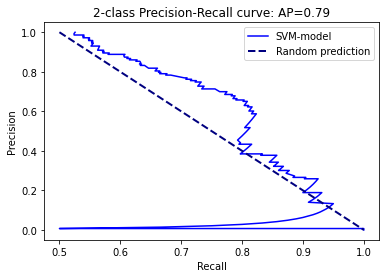 2-class Precision-Recall curve: AP=0.79
SVM-model
Random prediction
Precision
1.0
0.8
0.6
0.4
0.2
0.0
0.5 0.6 0.7 0.8 0.9 1.0
Recall